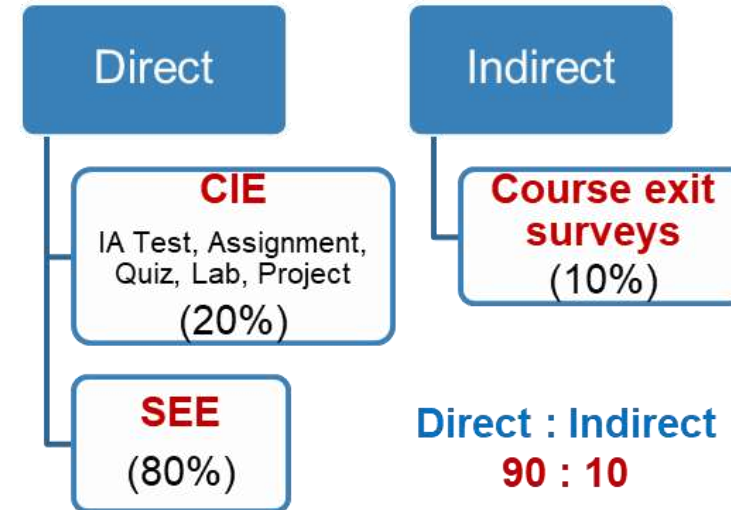 Direct
CIE
IA Test, Assignment,
Quiz, Lab, Project
(20%)
SEE
(80%)
Indirect
Course exit
surveys
(10%)
Direct : Indirect
90 : 10